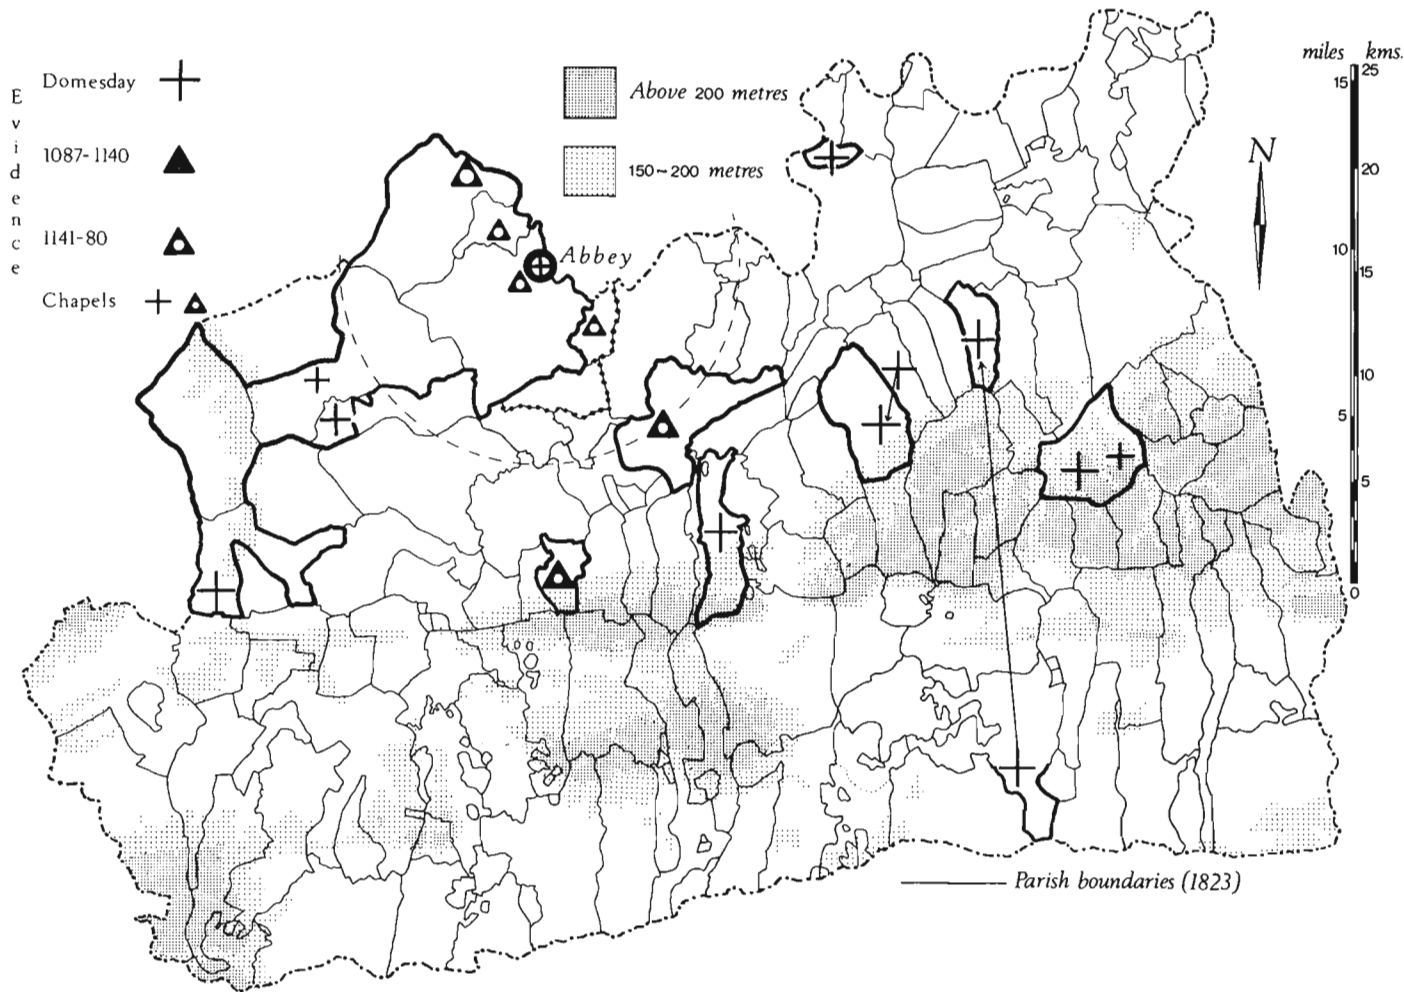 Evidence
Domesday
1087-1140
1141-80
Chapels
Above 200 metres
150-200 metres
Abbey
miles kms.
15 25
20
10 15
10
5
5
0
N
Parish boundaries (1823)